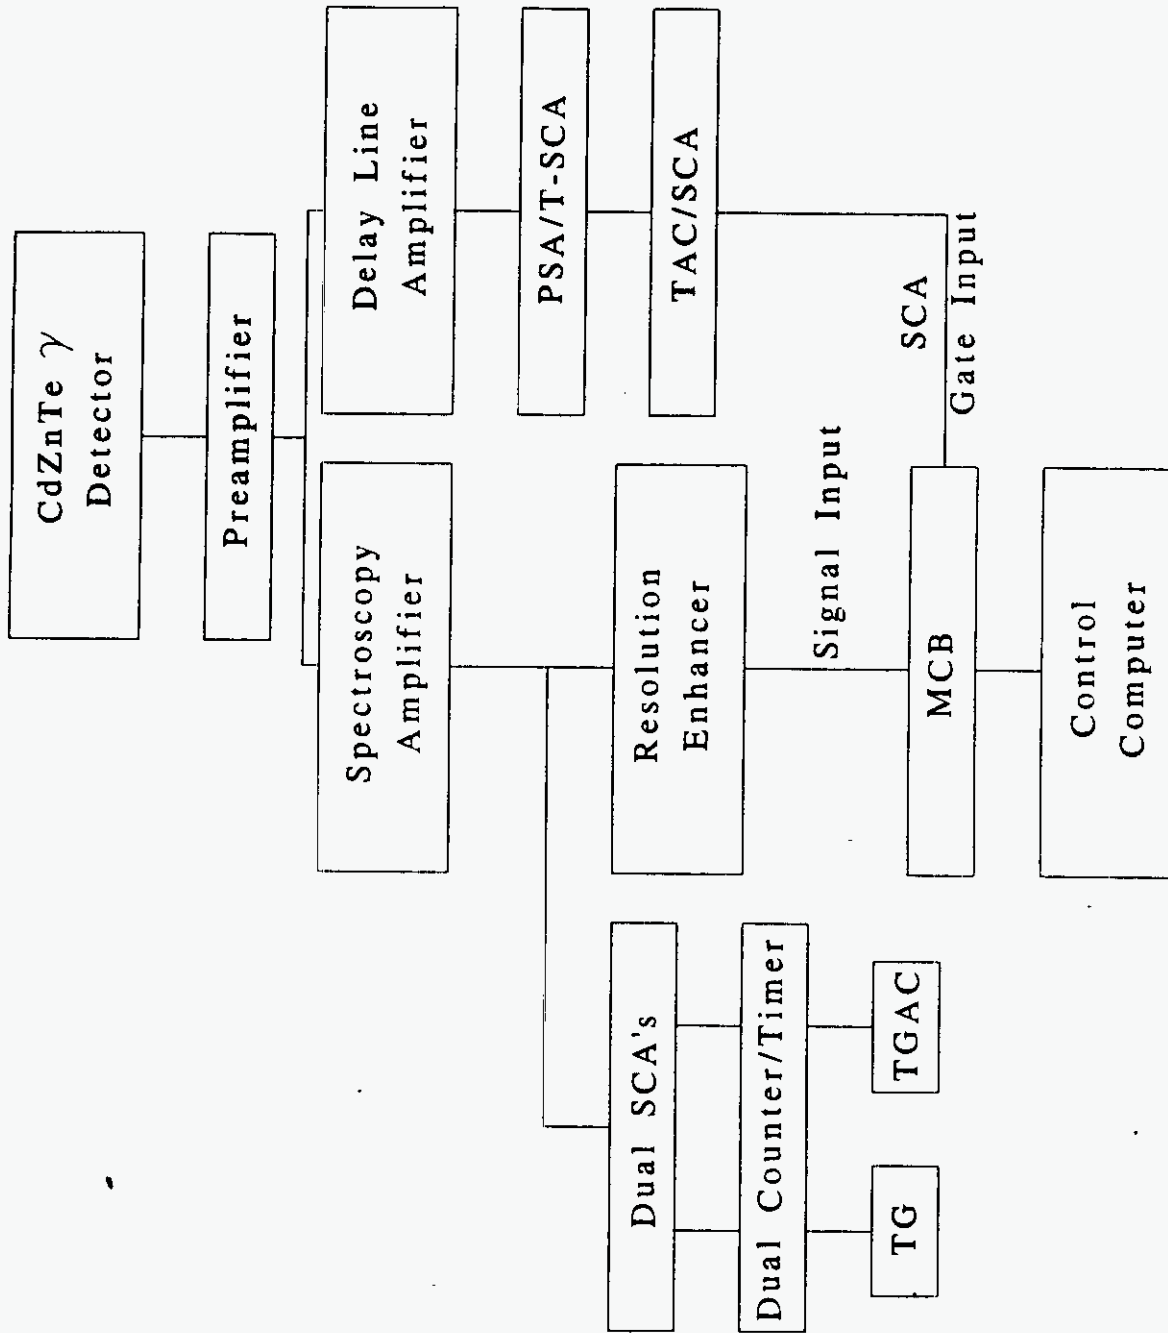 CdZnTe γ
Detector
Preamplifier
Spectroscopy
Amplifier
Delay Line
Amplifier
PSA/T-SCA
TAC/SCA
Dual SCA's
Resolution
Enhancer
Dual Counter/Timer
Signal Input
SCA
Gate Input
TG
TGAC
MCB
Control
Computer